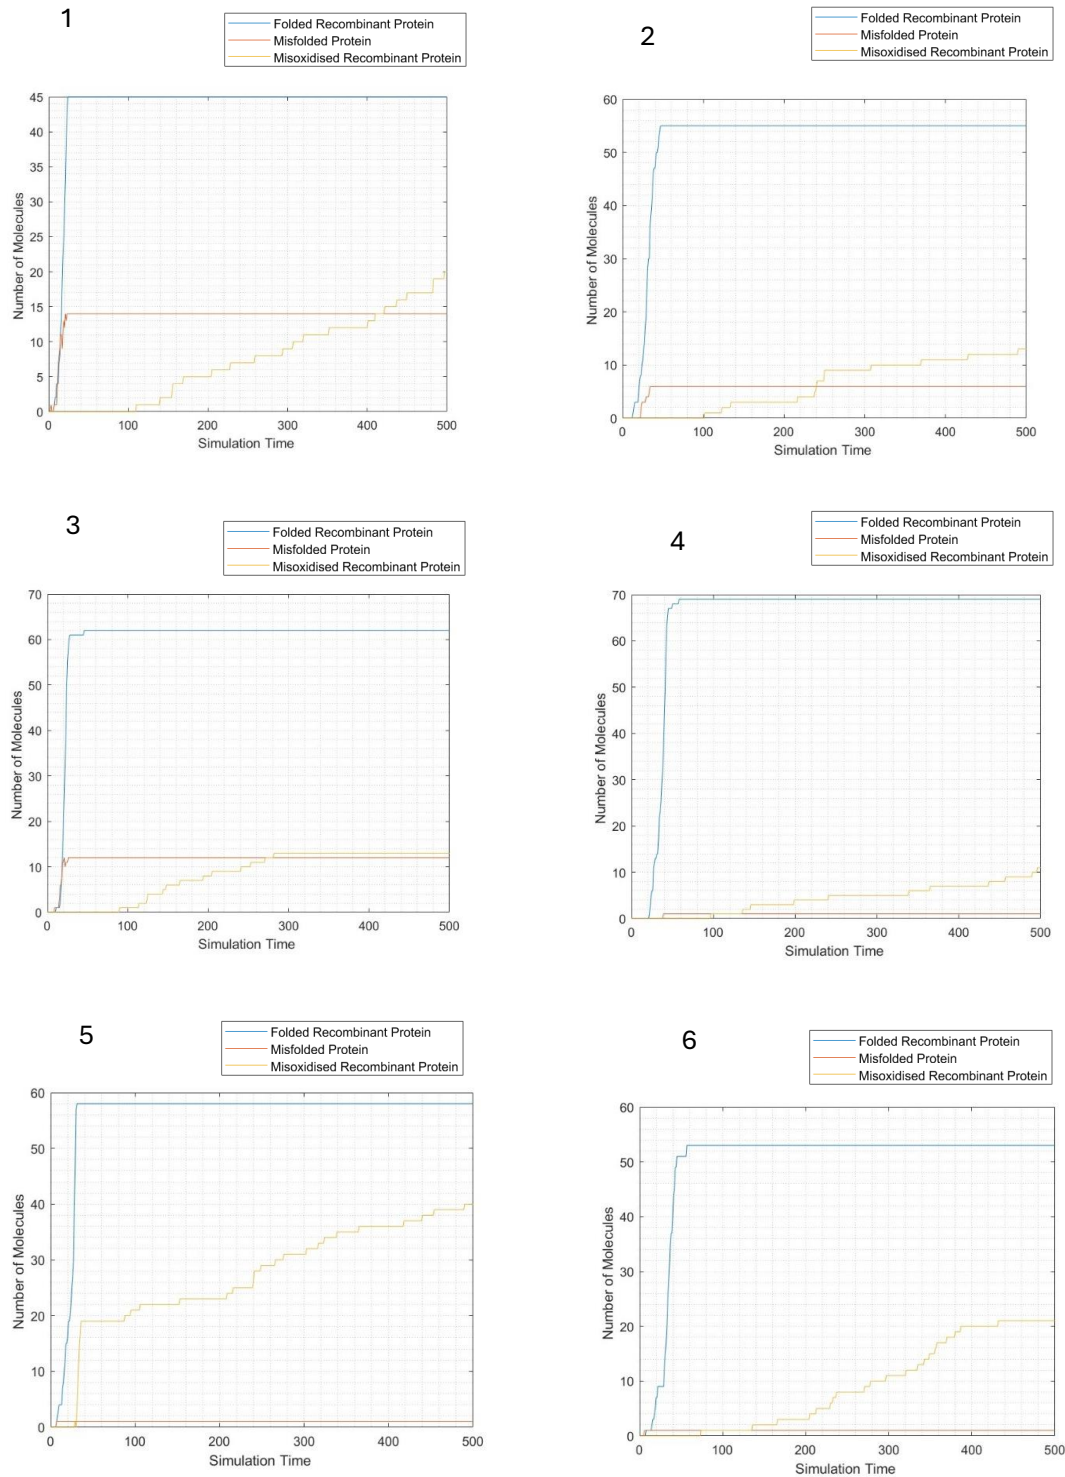 1
Folded Recombinant Protein
Misfolded Protein
Misoxidised Recombinant Protein
45
40
35
30
25
20
15
10
5
0
0 100 200 300 400 500
Number of Molecules
Simulation Time
2
Folded Recombinant Protein
Misfolded Protein
Misoxidised Recombinant Protein
60
50
40
30
20
10
0
0 100 200 300 400 500
Number of Molecules
Simulation Time
3
Folded Recombinant Protein
Misfolded Protein
Misoxidised Recombinant Protein
70
60
50
40
30
20
10
0
0 100 200 300 400 500
Number of Molecules
Simulation Time
4
Folded Recombinant Protein
Misfolded Protein
Misoxidised Recombinant Protein
70
60
50
40
30
20
10
0
0 100 200 300 400 500
Number of Molecules
Simulation Time
5
Folded Recombinant Protein
Misfolded Protein
Misoxidised Recombinant Protein
60
50
40
30
20
10
0
0 100 200 300 400 500
Number of Molecules
Simulation Time
6
Folded Recombinant Protein
Misfolded Protein
Misoxidised Recombinant Protein
60
50
40
30
20
10
0
0 100 200 300 400 500
Number of Molecules
Simulation Time